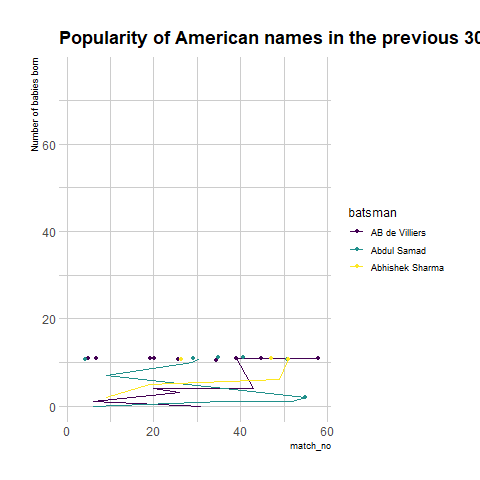 Popularity of American names in the previous 30
Number of babies born
60
40
20
0
0 20 40 60
match_no
batsman
AB de Villiers
Abdul Samad
Abhishek Sharma